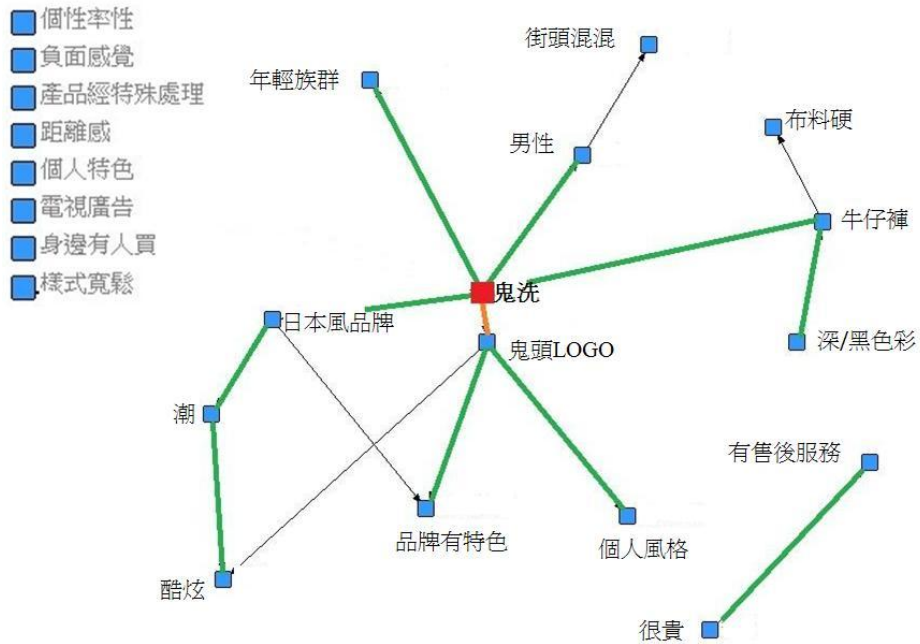 個性率性
負面感覺
產品經特殊處理
距離感
個人特色
電視廣告
身邊有人買
樣式寬鬆
街頭混混
年輕族群
男性
布料硬
牛仔褲
鬼洗
日本風品牌
鬼頭LOGO
深/黑色彩
潮
有售後服務
品牌有特色
個人風格
酷炫
很貴